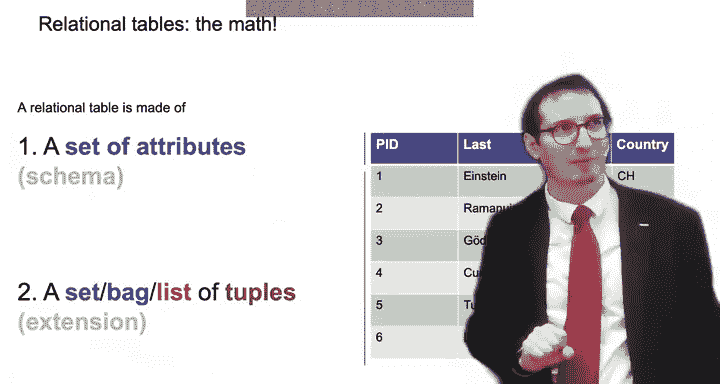 Relational tables: the math!
A relational table is made of
1. A set of attributes
(schema)
2. A set/bag/list of tuples
(extension)
PID Last Country
1 Einstein CH
2
3
4
5
6